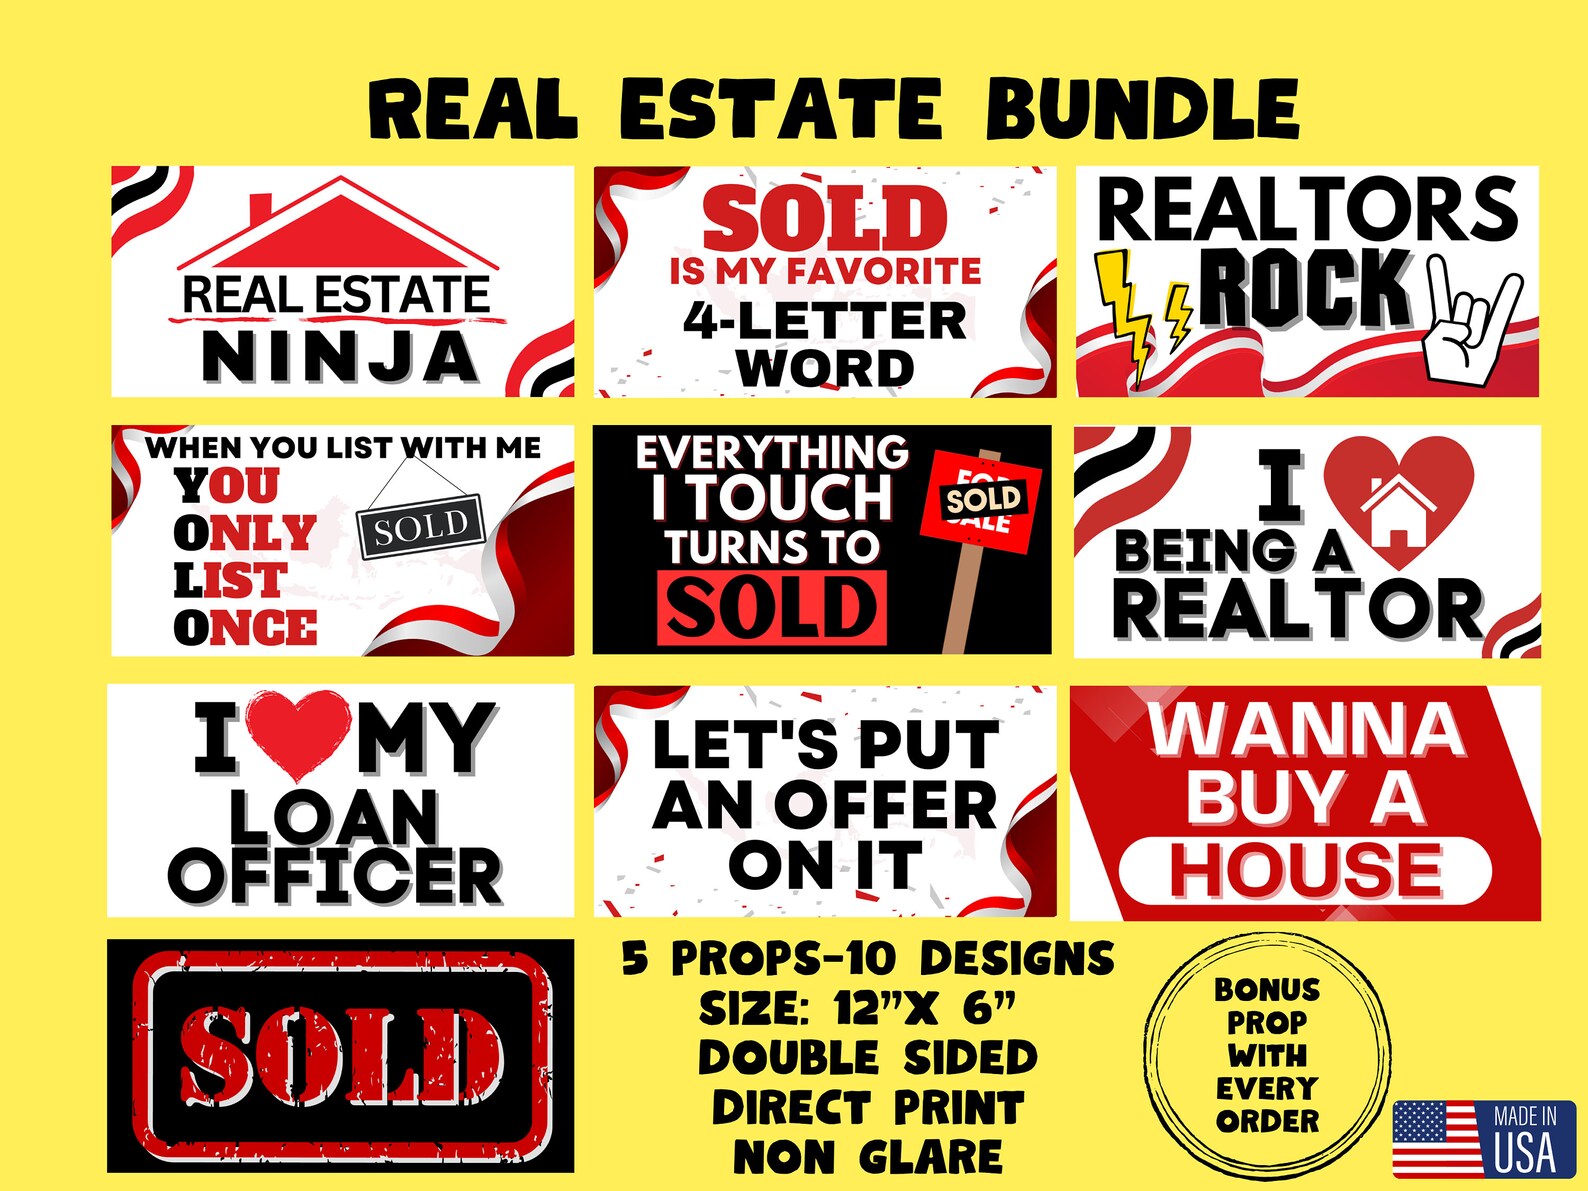 REAL ESTATE BUNDLE
REAL ESTATE
NINJA
SOLD
IS MY FAVORITE
4-LETTER
WORD
REALTORS
ROCK
WHEN YOU LIST WITH ME
YOU
ONLY
LIST
ONCE
SOLD
EVERYTHING
I TOUCH
TURNS TO
SOLD
FOR
SOLD
SALE
I
BEING A
REALTOR
I MY
LOAN
OFFICER
LET'S PUT
AN OFFER
ON IT
WANNA
BUY A
HOUSE
SOLD
5 PROPS-10 DESIGNS
SIZE: 12”X 6”
DOUBLE SIDED
DIRECT PRINT
NON GLARE
BONUS
PROP
WITH
EVERY
ORDER
MADE IN
USA